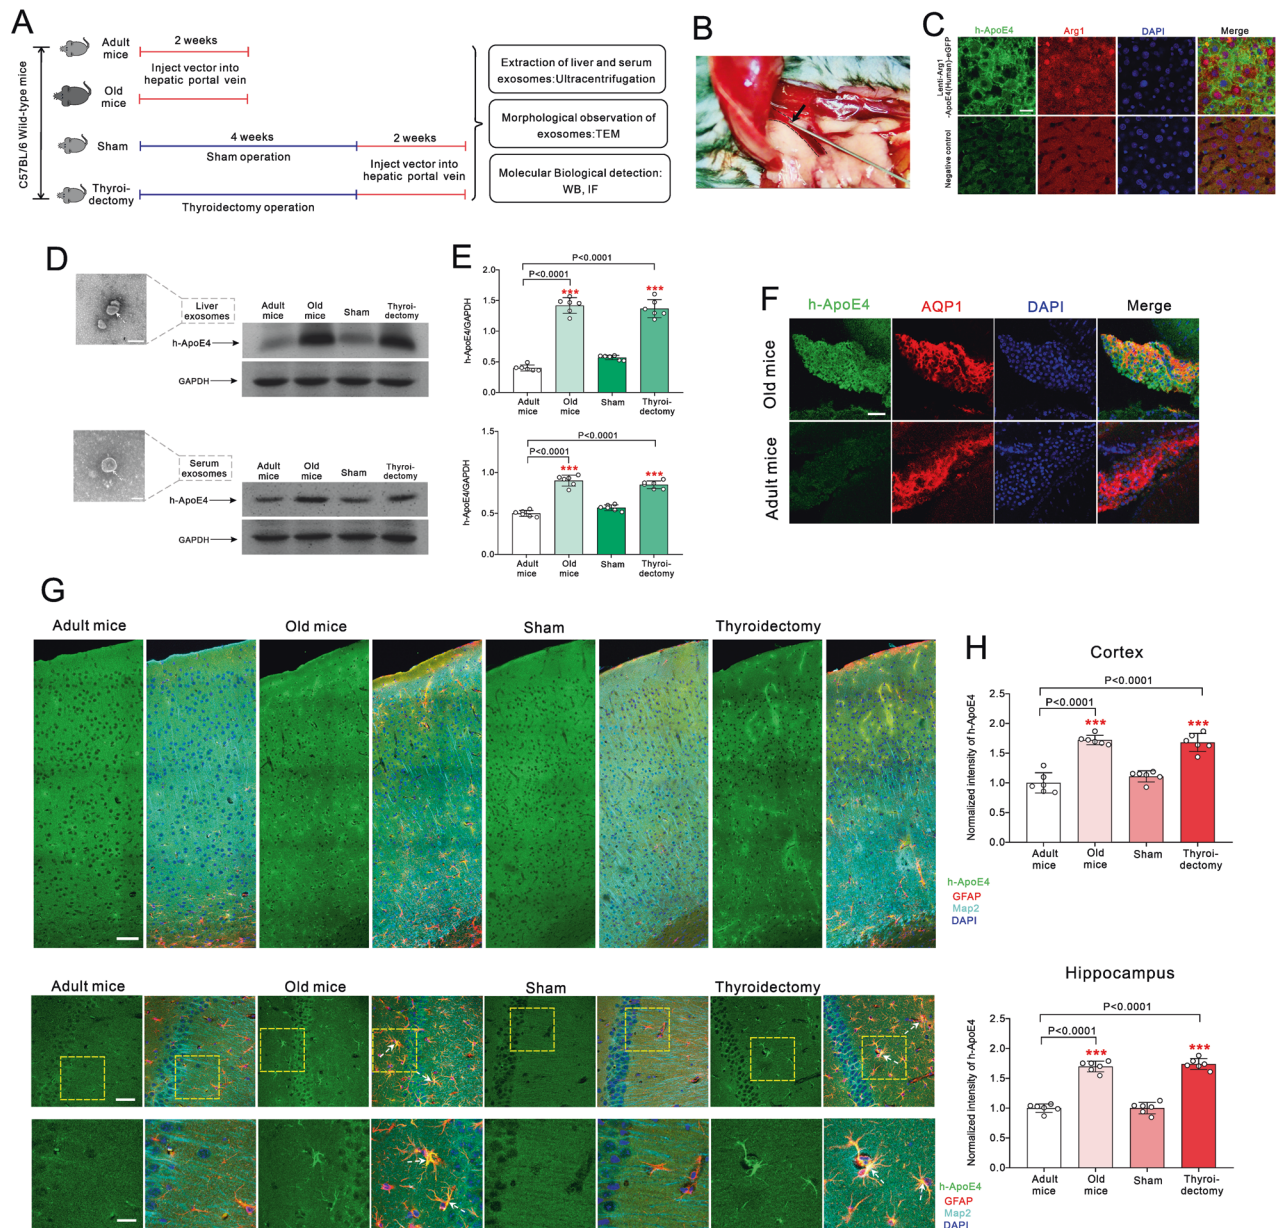 A
C57BL/6 Wild-type mice
Adult
mice
2 weeks
Inject vector into
hepatic portal vein
Old
mice
Sham
4 weeks
Sham operation
2 weeks
Inject vector into
hepatic portal vein
Thyroi-
dectomy
Thyroidectomy operation
Extraction of liver and serum
exosomes:Ultracentrifugation
Morphological observation of
exosomes:TEM
Molecular Biological detection:
WB, IF
B
C
h-ApoE4
Arg1
DAPI
Merge
Lenti-Arg1
-ApoE4(Human)-eGFP
Negative control
D
Liver
exosomes
Adult
mice
Old
mice
Sham
Thyroi-
dectomy
h-ApoE4
GAPDH
Serum
exosomes
Adult
mice
Old
mice
Sham
Thyroi-
dectomy
h-ApoE4
GAPDH
E
P<0.0001
P<0.0001
***
***
h-ApoE4/GAPDH
2.0
1.5
1.0
0.5
0.0
Adult
mice
Old
mice
Sham
Thyroi-
dectomy
P<0.0001
P<0.0001
***
***
h-ApoE4/GAPDH
1.5
1.0
0.5
0.0
Adult
mice
Old
mice
Sham
Thyroi-
dectomy
F
h-ApoE4
AQP1
DAPI
Merge
Old mice
Adult mice
G
Adult mice
Old mice
Sham
Thyroidectomy
h-ApoE4
GFAP
Map2
DAPI
Adult mice
Old mice
Sham
Thyroidectomy
h-ApoE4
GFAP
Map2
DAPI
H
Cortex
P<0.0001
P<0.0001
***
***
Normalized intensity of h-ApoE4
2.5
2.0
1.5
1.0
0.5
0.0
Adult
mice
Old
mice
Sham
Thyroi-
dectomy
Hippocampus
P<0.0001
P<0.0001
***
***
Normalized intensity of h-ApoE4
2.5
2.0
1.5
1.0
0.5
0.0
Adult
mice
Old
mice
Sham
Thyroi-
dectomy